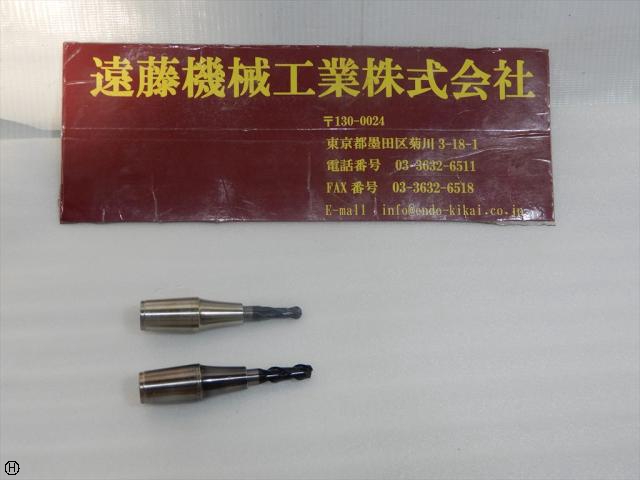 遠藤機械工業株式会社
〒130-0024
東京都墨田区菊川 3-18-1
電話番号 03-3632-6511
FAX 番号 03-3632-6518
E-mail info@endo-kikai.co.jp
H